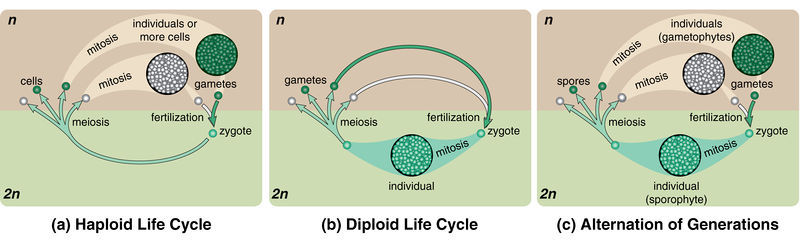 n
individuals or
more cells
mitosis
cells
mitosis
gametes
meiosis
fertilization
zygote
2n
(a) Haploid Life Cycle
n
gametes
meiosis
fertilization
zygote
mitosis
individual
2n
(b) Diploid Life Cycle
n
individuals
(gametophytes)
mitosis
spores
mitosis
gametes
meiosis
fertilization
zygote
mitosis
individual
(sporophyte)
2n
(c) Alternation of Generations